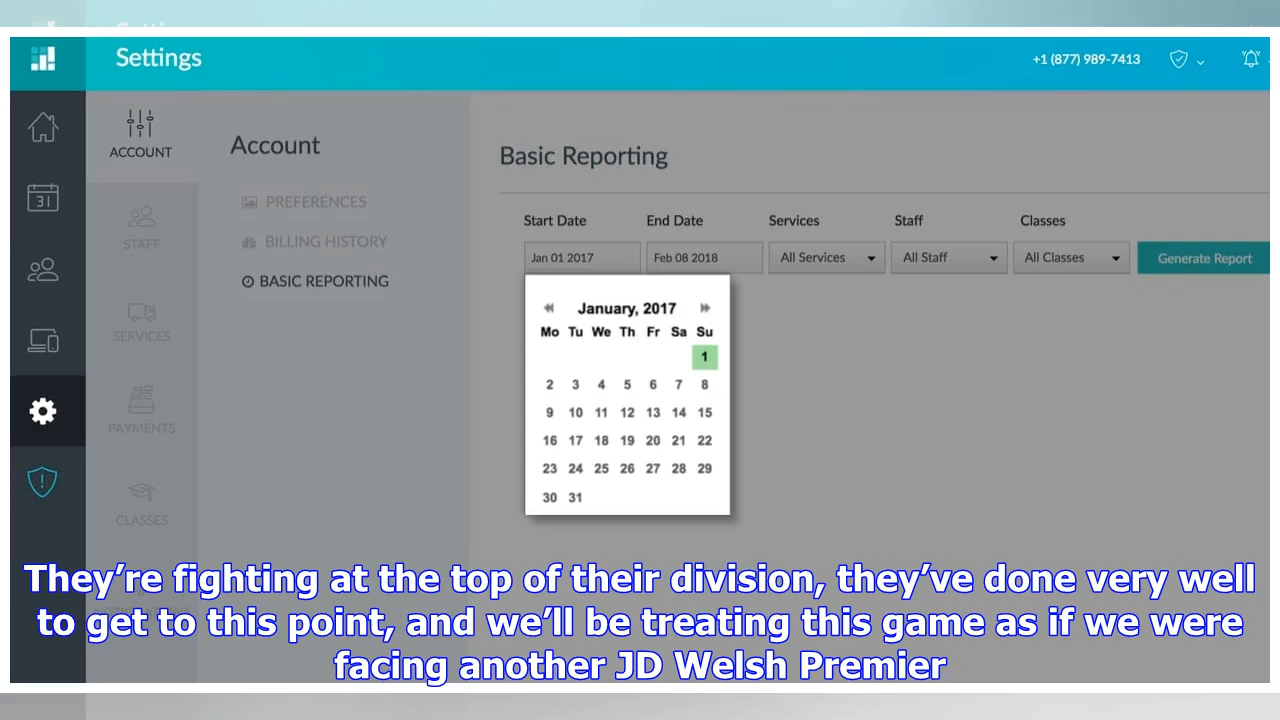 Settings
+1 (877) 989-7413
31
ACCOUNT
STAFF
SERVICES
PAYMENTS
CLASSES
Account
PREFERENCES
BILLING HISTORY
BASIC REPORTING
Basic Reporting
Start Date End Date Services Staff Classes
Jan 01 2017 Feb 08 2018 All Services All Staff All Classes Generate Report
January, 2017
Mo Tu We Th Fr Sa Su
1
2 3 4 5 6 7 8
9 10 11 12 13 14 15
16 17 18 19 20 21 22
23 24 25 26 27 28 29
30 31
They’re fighting at the top of their division, they’ve done very well
to get to this point, and we’ll be treating this game as if we were
facing another JD Welsh Premier